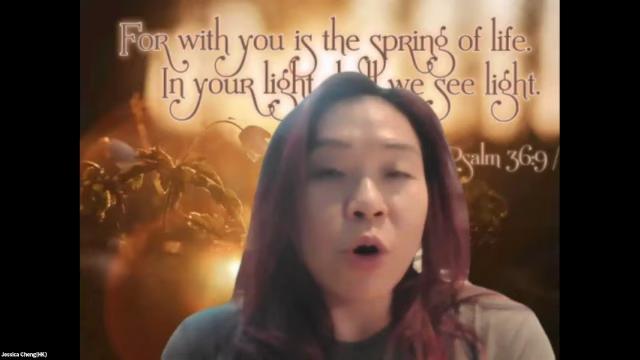 For with you is the spring of life.
In your light we see light.
Psalm 36:9 /
Jessica Cheng(HK)